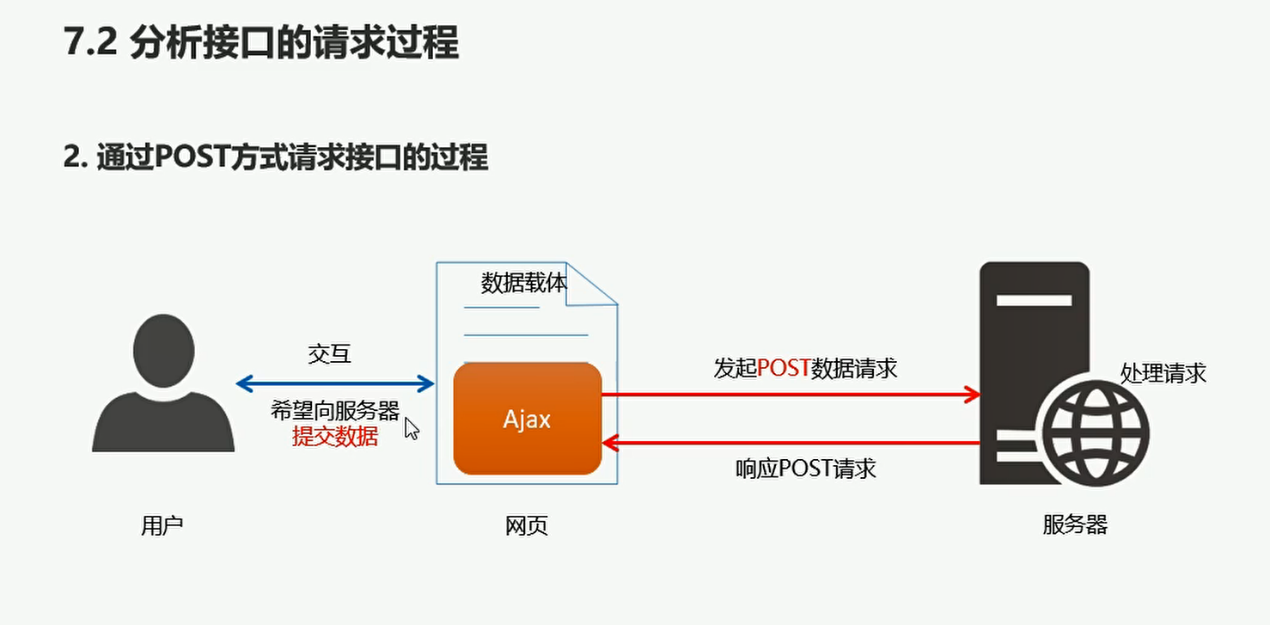 7.2 分析接口的请求过程
2. 通过POST方式请求接口的过程
数据载体
交互
希望向服务器
提交数据
Ajax
发起POST数据请求
响应POST请求
处理请求
用户
网页
服务器